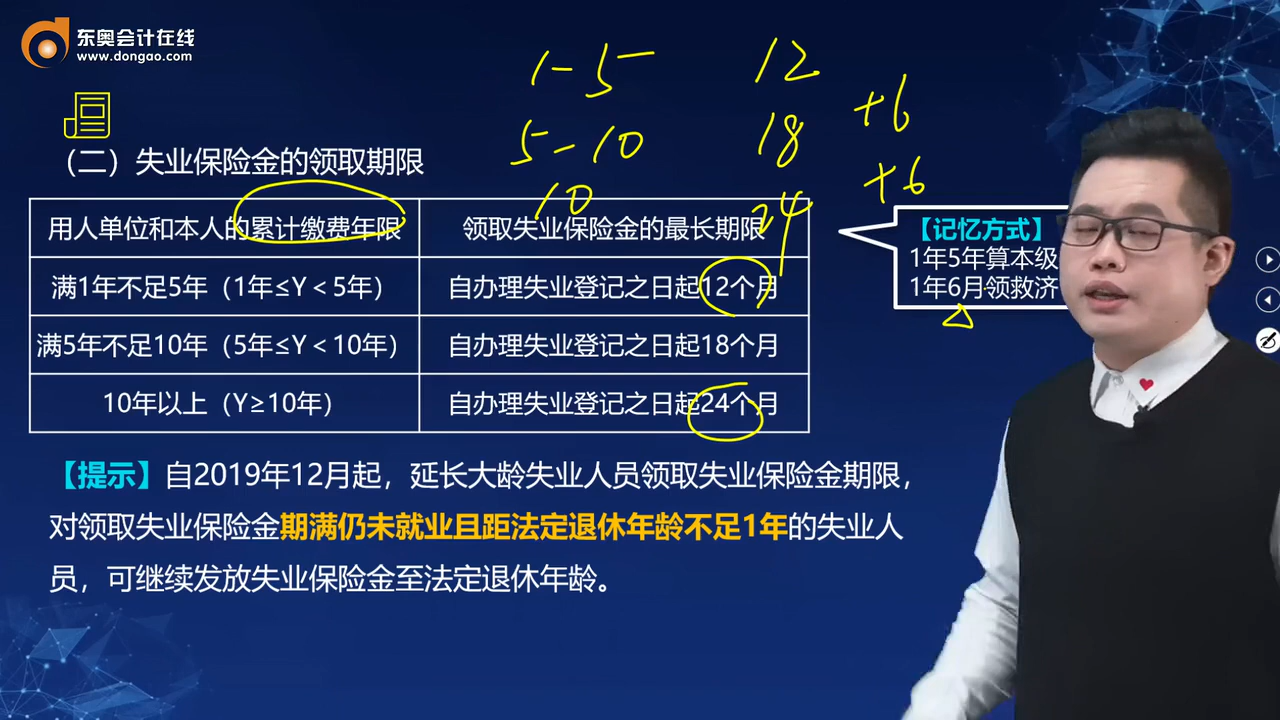 东奥会计在线
www.dongao.com
1-5 12
+6
5-10 18
+6
10 24
（二）失业保险金的领取期限
用人单位和本人的累计缴费年限 领取失业保险金的最长期限
满1年不足5年（1年≤Y＜5年） 自办理失业登记之日起12个月
满5年不足10年（5年≤Y＜10年） 自办理失业登记之日起18个月
10年以上（Y≥10年） 自办理失业登记之日起24个月
【记忆方式】
1年5年算本级
1年6月领救济
【提示】自2019年12月起，延长大龄失业人员领取失业保险金期限，
对领取失业保险金期满仍未就业且距法定退休年龄不足1年的失业人
员，可继续发放失业保险金至法定退休年龄。